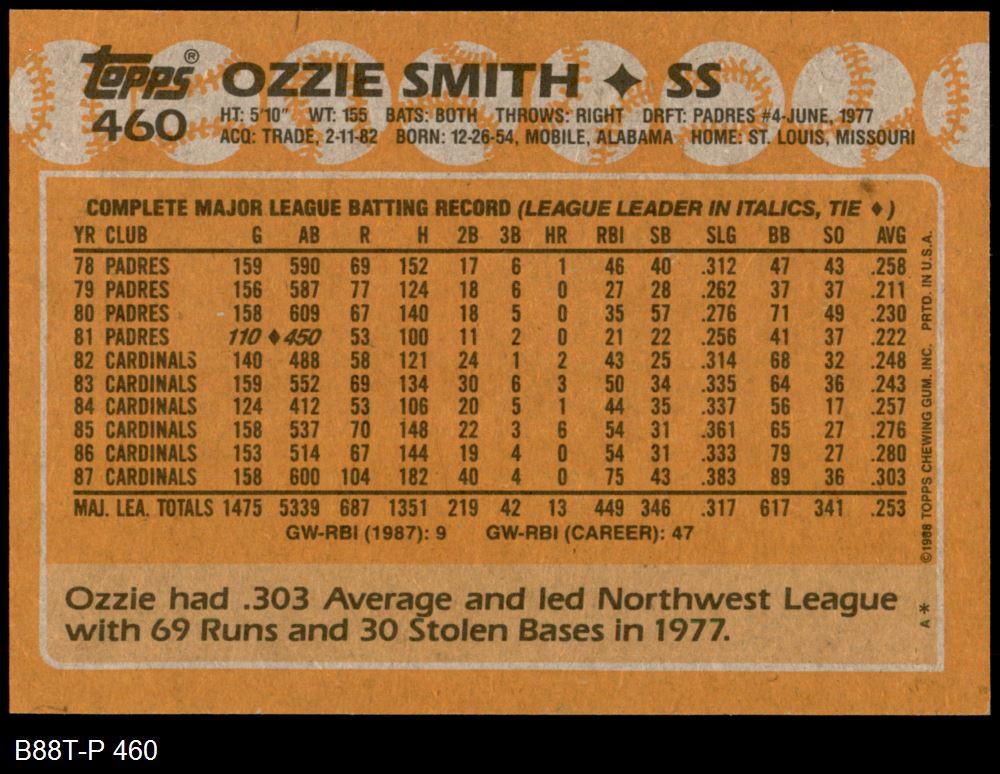 Topps® OZZIE SMITH ✦ SS
460 HT: 5'10" WT: 155 BATS: BOTH THROWS: RIGHT DRFT: PADRES #4-JUNE, 1977
ACQ: TRADE, 2-11-82 BORN: 12-26-54, MOBILE, ALABAMA HOME: ST. LOUIS, MISSOURI
COMPLETE MAJOR LEAGUE BATTING RECORD (LEAGUE LEADER IN ITALICS, TIE ♦)
YR CLUB G AB R H 2B 3B HR RBI SB SLG BB SO AVG
78 PADRES 159 590 69 152 17 6 1 46 40 .312 47 43 .258
79 PADRES 156 587 77 124 18 6 0 27 28 .262 37 37 .211
80 PADRES 158 609 67 140 18 5 0 35 57 .276 71 49 .230
81 PADRES 110 ♦450 53 100 11 2 0 21 22 .256 41 37 .222
82 CARDINALS 140 488 58 121 24 1 2 43 25 .314 68 32 .248
83 CARDINALS 159 552 69 134 30 6 3 50 34 .335 64 36 .243
84 CARDINALS 124 412 53 106 20 5 1 44 35 .337 56 17 .257
85 CARDINALS 158 537 70 148 22 3 6 54 31 .361 65 27 .276
86 CARDINALS 153 514 67 144 19 4 0 54 31 .333 79 27 .280
87 CARDINALS 158 600 104 182 40 4 0 75 43 .383 89 36 .303
MAJ. LEA. TOTALS 1475 5339 687 1351 219 42 13 449 346 .317 617 341 .253
GW-RBI (1987): 9 GW-RBI (CAREER): 47
©1988 TOPPS CHEWING GUM, INC. PRTD. IN U.S.A.
Ozzie had .303 Average and led Northwest League
with 69 Runs and 30 Stolen Bases in 1977.
A *
B88T-P 460